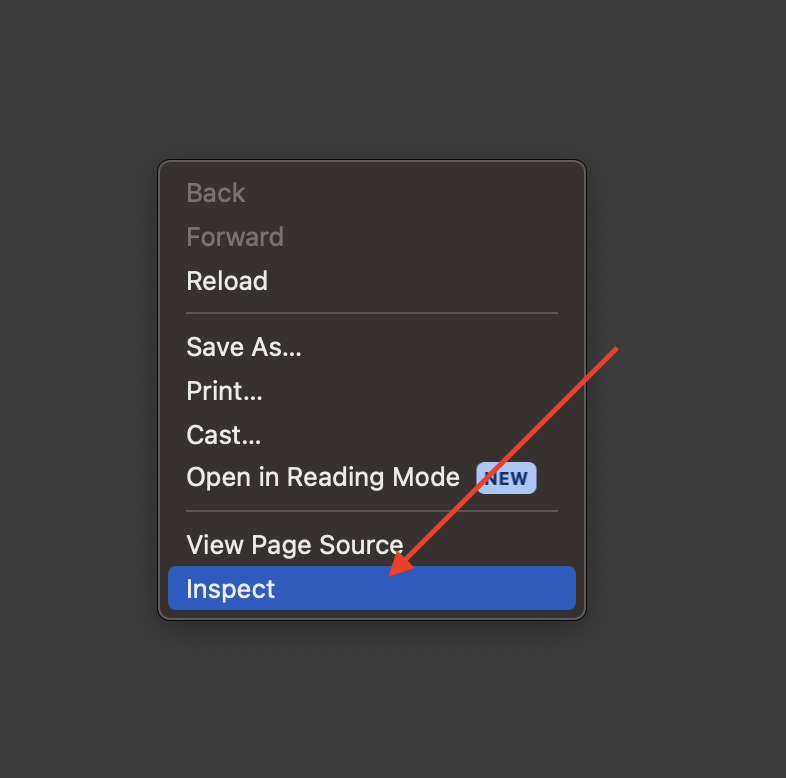 Back
Forward
Reload
Save As...
Print...
Cast...
Open in Reading Mode NEW
View Page Source
Inspect